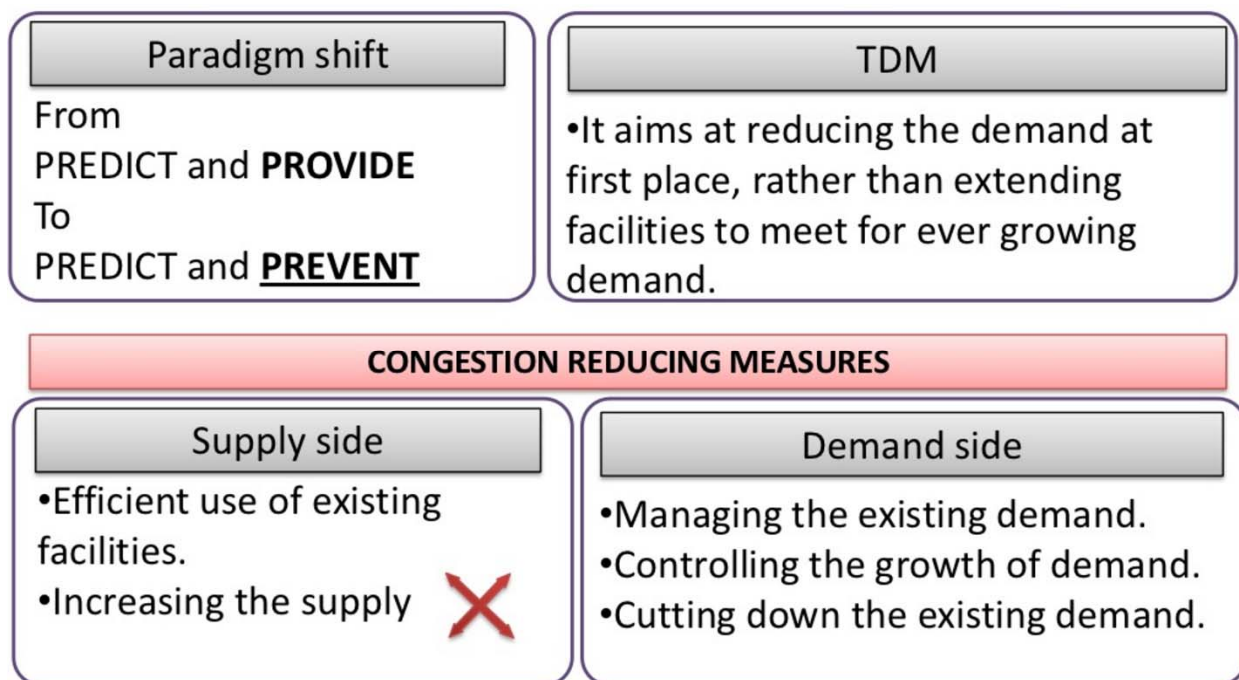 Paradigm shift
From
PREDICT and PROVIDE
To
PREDICT and PREVENT
TDM
•It aims at reducing the demand at
first place, rather than extending
facilities to meet for ever growing
demand.
CONGESTION REDUCING MEASURES
Supply side
•Efficient use of existing
facilities.
•Increasing the supply
Demand side
•Managing the existing demand.
•Controlling the growth of demand.
•Cutting down the existing demand.